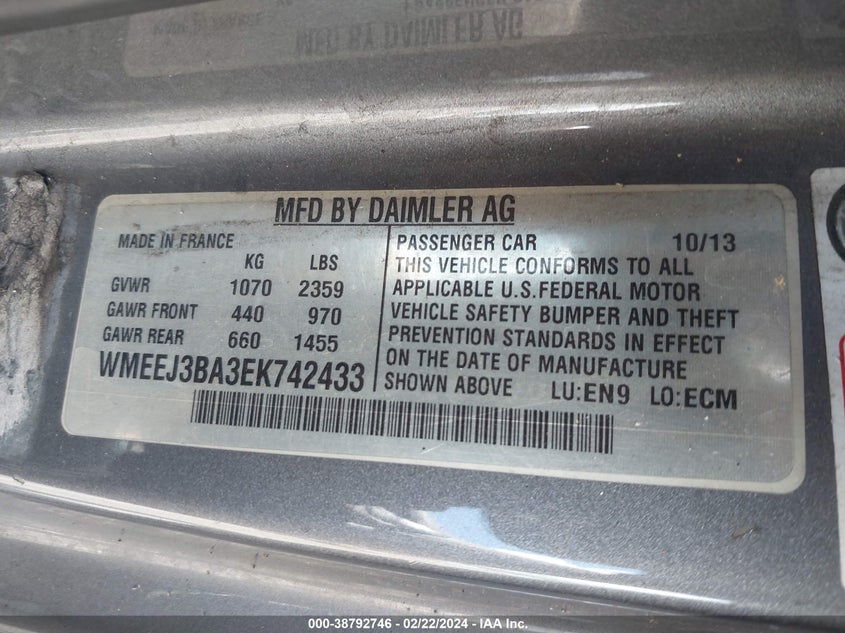 MFD BY DAIMLER AG
MADE IN FRANCE
KG LBS
GVWR 1070 2359
GAWR FRONT 440 970
GAWR REAR 660 1455
WMEEJ3BA3EK742433
PASSENGER CAR 10/13
THIS VEHICLE CONFORMS TO ALL
APPLICABLE U.S.FEDERAL MOTOR
VEHICLE SAFETY BUMPER AND THEFT
PREVENTION STANDARDS IN EFFECT
ON THE DATE OF MANUFACTURE
SHOWN ABOVE LU:EN9 LO:ECM
000-38792746 - 02/22/2024 - IAA Inc.